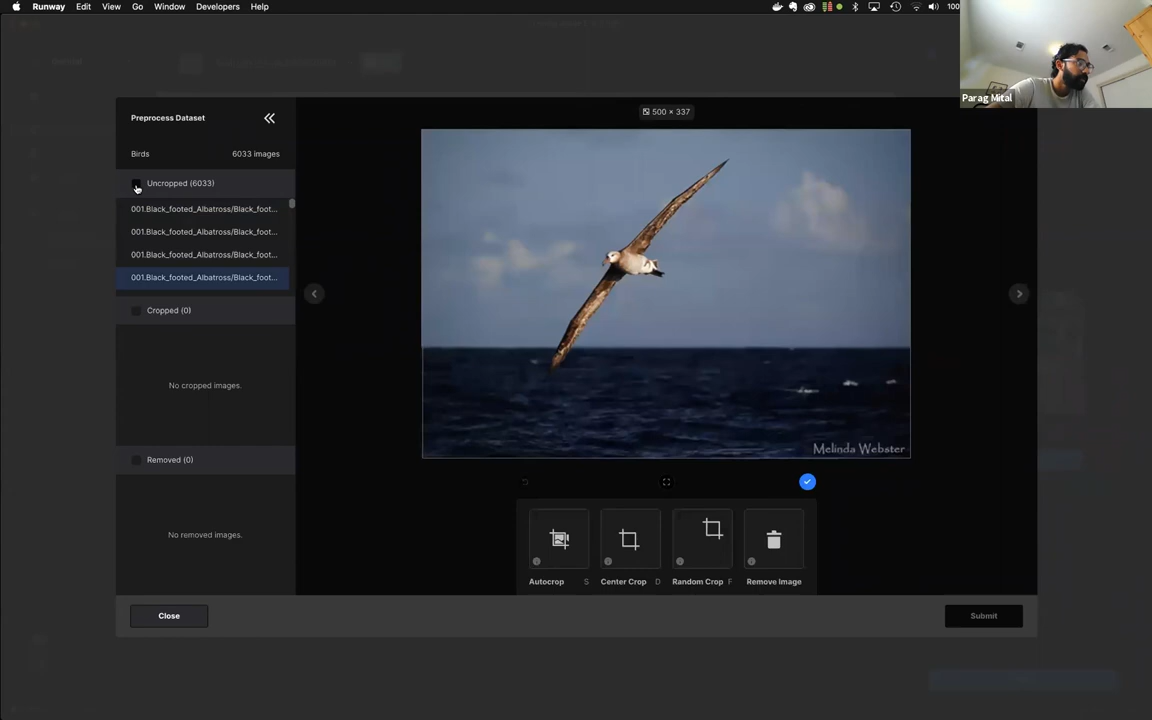 Runway Edit View Go Window Developers Help
100
Parag Mital
Preprocess Dataset
Birds 6033 images
500 × 337
Uncropped (6033)
001.Black_footed_Albatross/Black_foot...
001.Black_footed_Albatross/Black_foot...
001.Black_footed_Albatross/Black_foot...
001.Black_footed_Albatross/Black_foot...
Cropped (0)
No cropped images.
Melinda Webster
Removed (0)
No removed images.
Autocrop S Center Crop D Random Crop F Remove Image
Close Submit